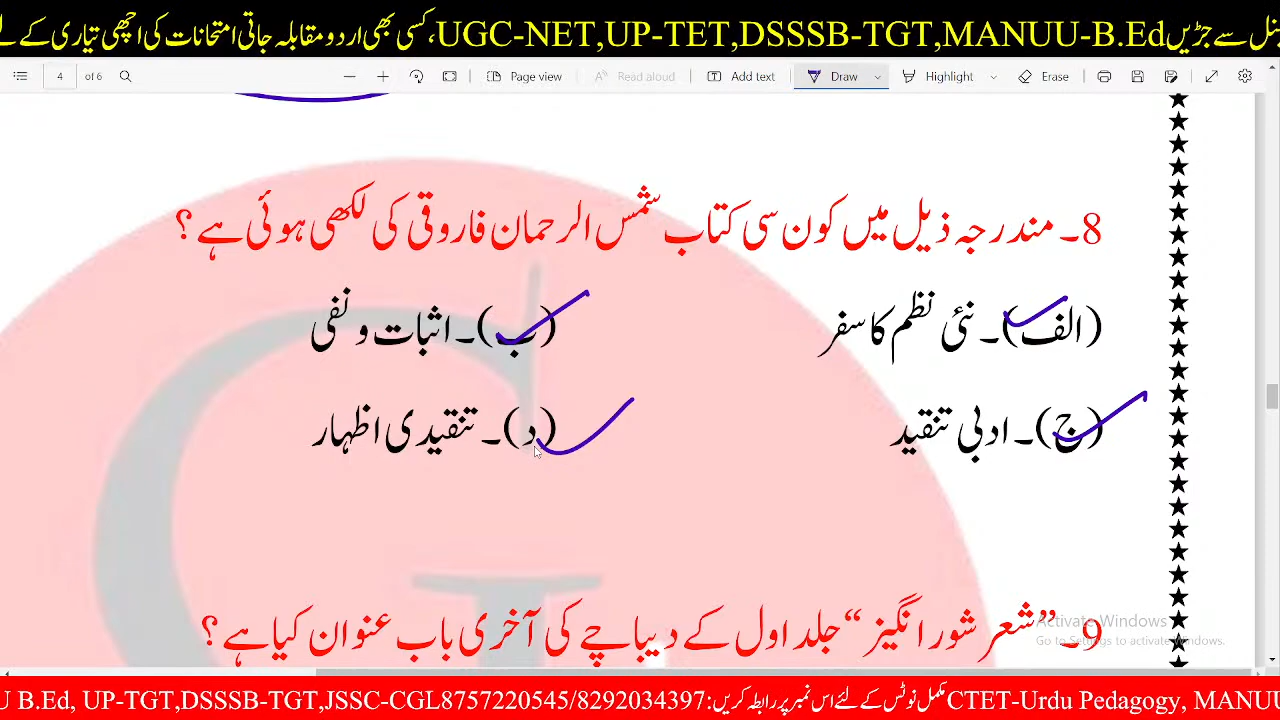 نل سے جڑیں UGC-NET,UP-TET,DSSSB-TGT,MANUU-B.Ed، کسی بھی اردو مقابلہ جاتی امتحانات کی اچھی تیاری کے لے
4 of 6 Page view Read aloud Add text Draw Highlight Erase
8۔ مندرجہ ذیل میں کون سی کتاب شمس الرحمان فاروقی کی لکھی ہوئی ہے؟
(الف)۔ نئی نظم کا سفر (ب)۔ اثبات و نفی
(ج)۔ ادبی تنقید (د)۔ تنقیدی اظہار
9۔ ”شعر شور انگیز“ جلد اول کے دیباچے کی آخری باب عنوان کیا ہے؟
Activate Windows
Go to Settings to activate Windows.
CTET-Urdu Pedagogy, MANUU مکمل نوٹس کے لئے اس نمبر پر رابطہ کریں: 8757220545/8292034397 U B.Ed, UP-TGT,DSSSB-TGT,JSSC-CGL